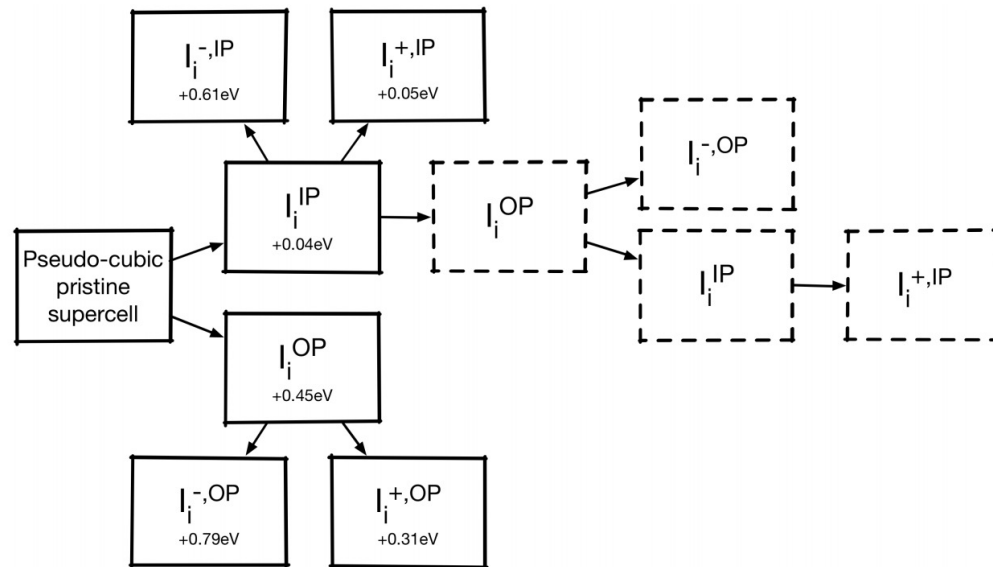 I_i^{-,IP}
+0.61eV
I_i^{+,IP}
+0.05eV
I_i^{-,OP}
I_i^{IP}
+0.04eV
I_i^{OP}
Pseudo-cubic
pristine
supercell
I_i^{IP}
I_i^{+,IP}
I_i^{OP}
+0.45eV
I_i^{-,OP}
+0.79eV
I_i^{+,OP}
+0.31eV